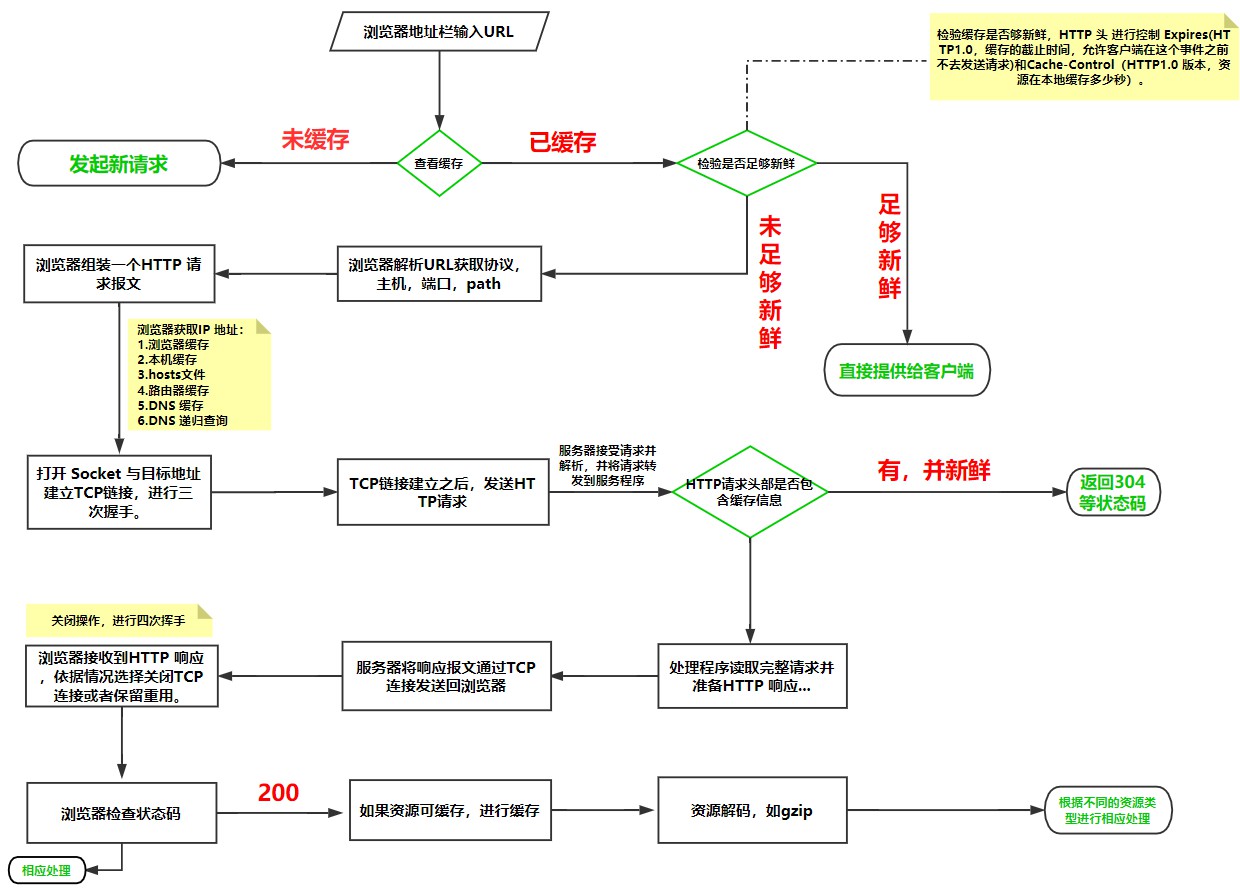 浏览器地址栏输入URL
检验缓存是否够新鲜，HTTP 头 进行控制 Expires(HT
TP1.0，缓存的截止时间，允许客户端在这个事件之前
不去发送请求)和Cache-Control（HTTP1.0 版本，资
源在本地缓存多少秒）。
未缓存
已缓存
发起新请求
查看缓存
检验是否足够新鲜
足够新鲜
未足够新鲜
浏览器组装一个HTTP 请
求报文
浏览器解析URL获取协议，
主机，端口，path
浏览器获取IP 地址：
1.浏览器缓存
2.本机缓存
3.hosts文件
4.路由器缓存
5.DNS 缓存
6.DNS 递归查询
直接提供给客户端
打开 Socket 与目标地址
建立TCP链接，进行三
次握手。
TCP链接建立之后，发送HT
TP请求
服务器接受请求并
解析，并将请求转
发到服务程序
HTTP请求头部是否包
含缓存信息
有，并新鲜
返回304
等状态码
关闭操作，进行四次挥手
浏览器接收到HTTP 响应
，依据情况选择关闭TCP
连接或者保留重用。
服务器将响应报文通过TCP
连接发送回浏览器
处理程序读取完整请求并
准备HTTP 响应...
浏览器检查状态码
200
如果资源可缓存，进行缓存
资源解码，如gzip
根据不同的资源类
型进行相应处理
相应处理